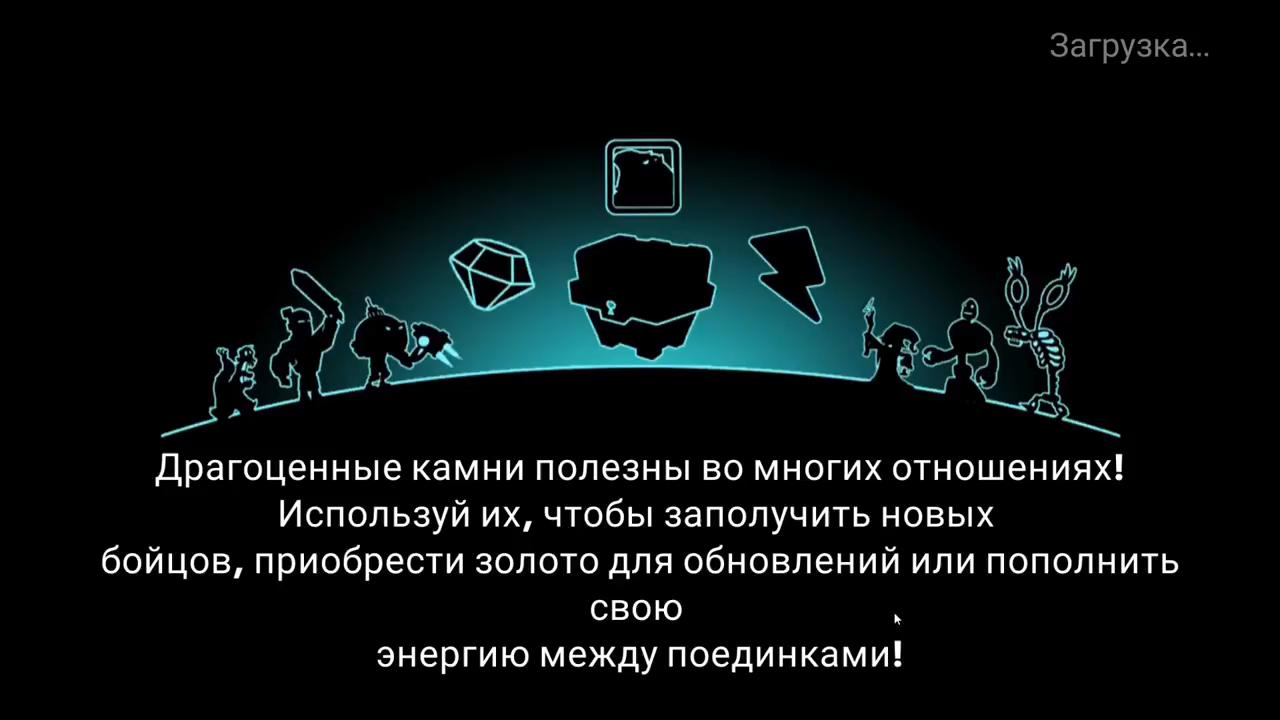 Загрузка...
Драгоценные камни полезны во многих отношениях!
Используй их, чтобы заполучить новых
бойцов, приобрести золото для обновлений или пополнить
свою
энергию между поединками!